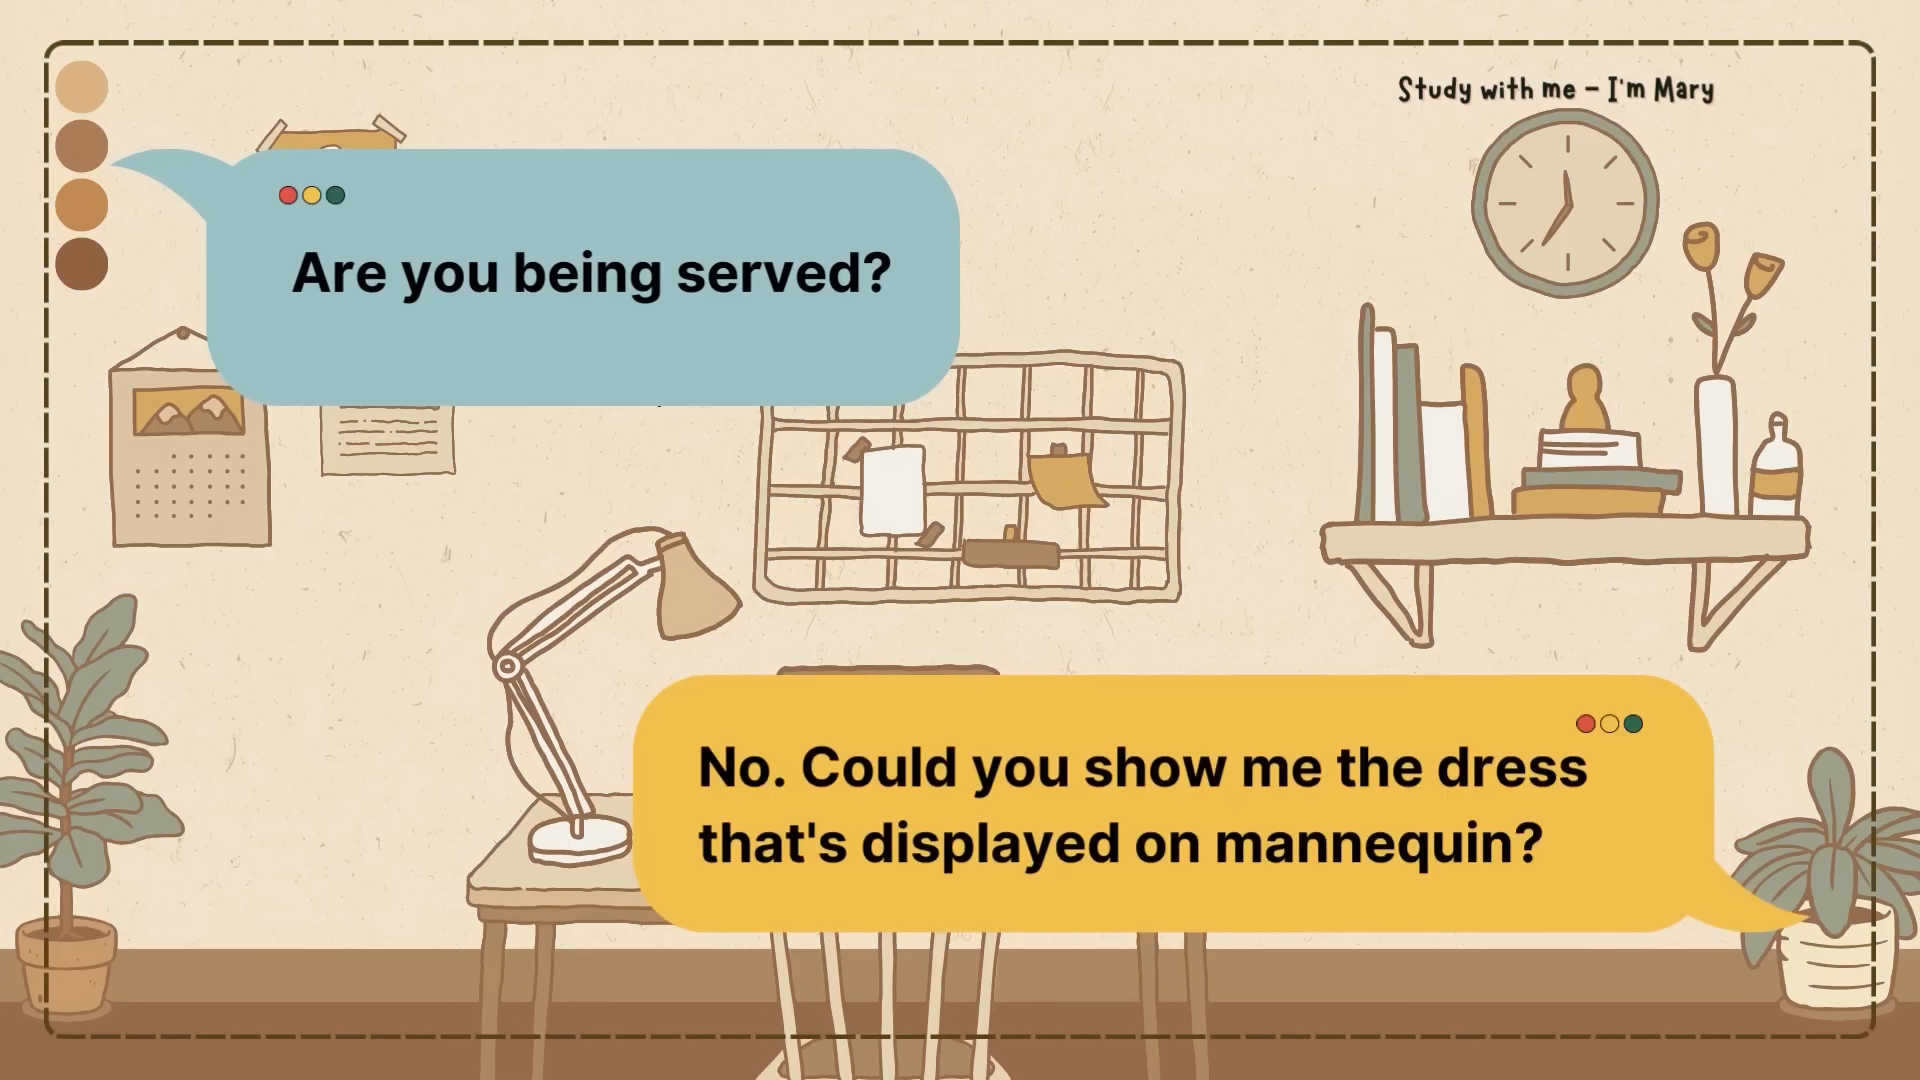 Study with me - I'm Mary
Are you being served?
No. Could you show me the dress
that's displayed on mannequin?